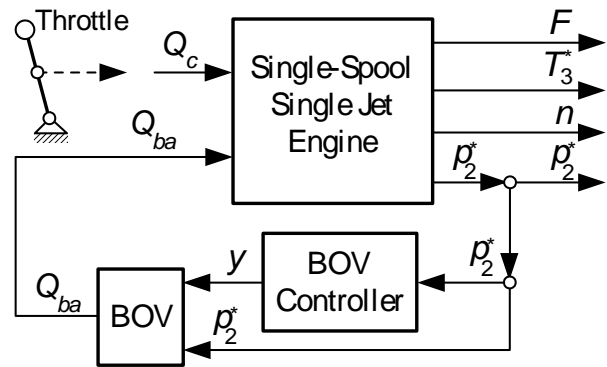 Throttle
Q_c
Q_ba
Single-Spool
Single Jet
Engine
F
T_3^*
n
p_2^*
p_2^*
p_2^*
y
BOV
Controller
Q_ba
BOV
p_2^*